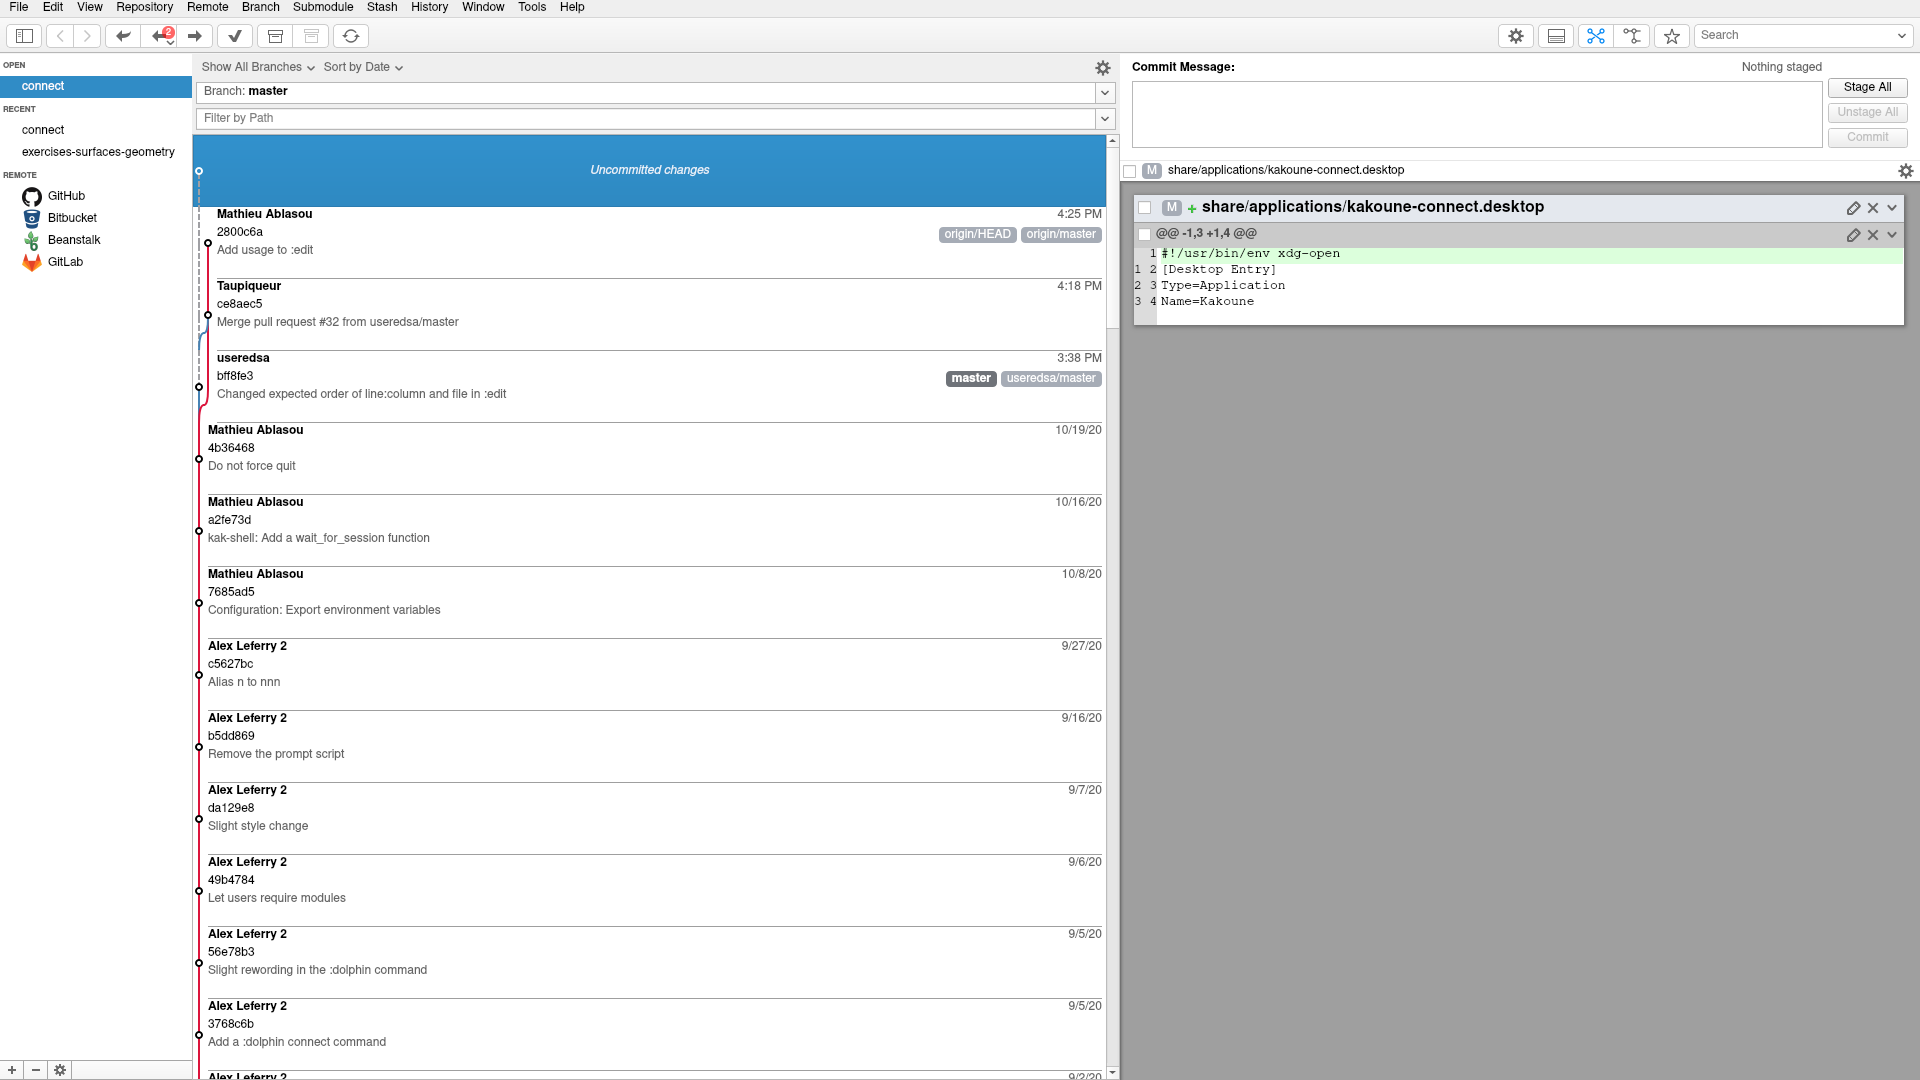 File Edit View Repository Remote Branch Submodule Stash History Window Tools Help
2
Search
OPEN
connect
RECENT
connect
exercises-surfaces-geometry
REMOTE
GitHub
Bitbucket
Beanstalk
GitLab
Show All Branches Sort by Date
Branch: master
Filter by Path
Uncommitted changes
Mathieu Ablasou 4:25 PM
2800c6a origin/HEAD origin/master
Add usage to :edit
Taupiqueur 4:18 PM
ce8aec5
Merge pull request #32 from useredsa/master
useredsa 3:38 PM
bff8fe3 master useredsa/master
Changed expected order of line:column and file in :edit
Mathieu Ablasou 10/19/20
4b36468
Do not force quit
Mathieu Ablasou 10/16/20
a2fe73d
kak-shell: Add a wait_for_session function
Mathieu Ablasou 10/8/20
7685ad5
Configuration: Export environment variables
Alex Leferry 2 9/27/20
c5627bc
Alias n to nnn
Alex Leferry 2 9/16/20
b5dd869
Remove the prompt script
Alex Leferry 2 9/7/20
da129e8
Slight style change
Alex Leferry 2 9/6/20
49b4784
Let users require modules
Alex Leferry 2 9/5/20
56e78b3
Slight rewording in the :dolphin command
Alex Leferry 2 9/5/20
3768c6b
Add a :dolphin connect command
Alex Leferry 2 9/2/20
Commit Message: Nothing staged
Stage All
Unstage All
Commit
M share/applications/kakoune-connect.desktop
M + share/applications/kakoune-connect.desktop
@@ -1,3 +1,4 @@
1 #!/usr/bin/env xdg-open
1 2 [Desktop Entry]
2 3 Type=Application
3 4 Name=Kakoune